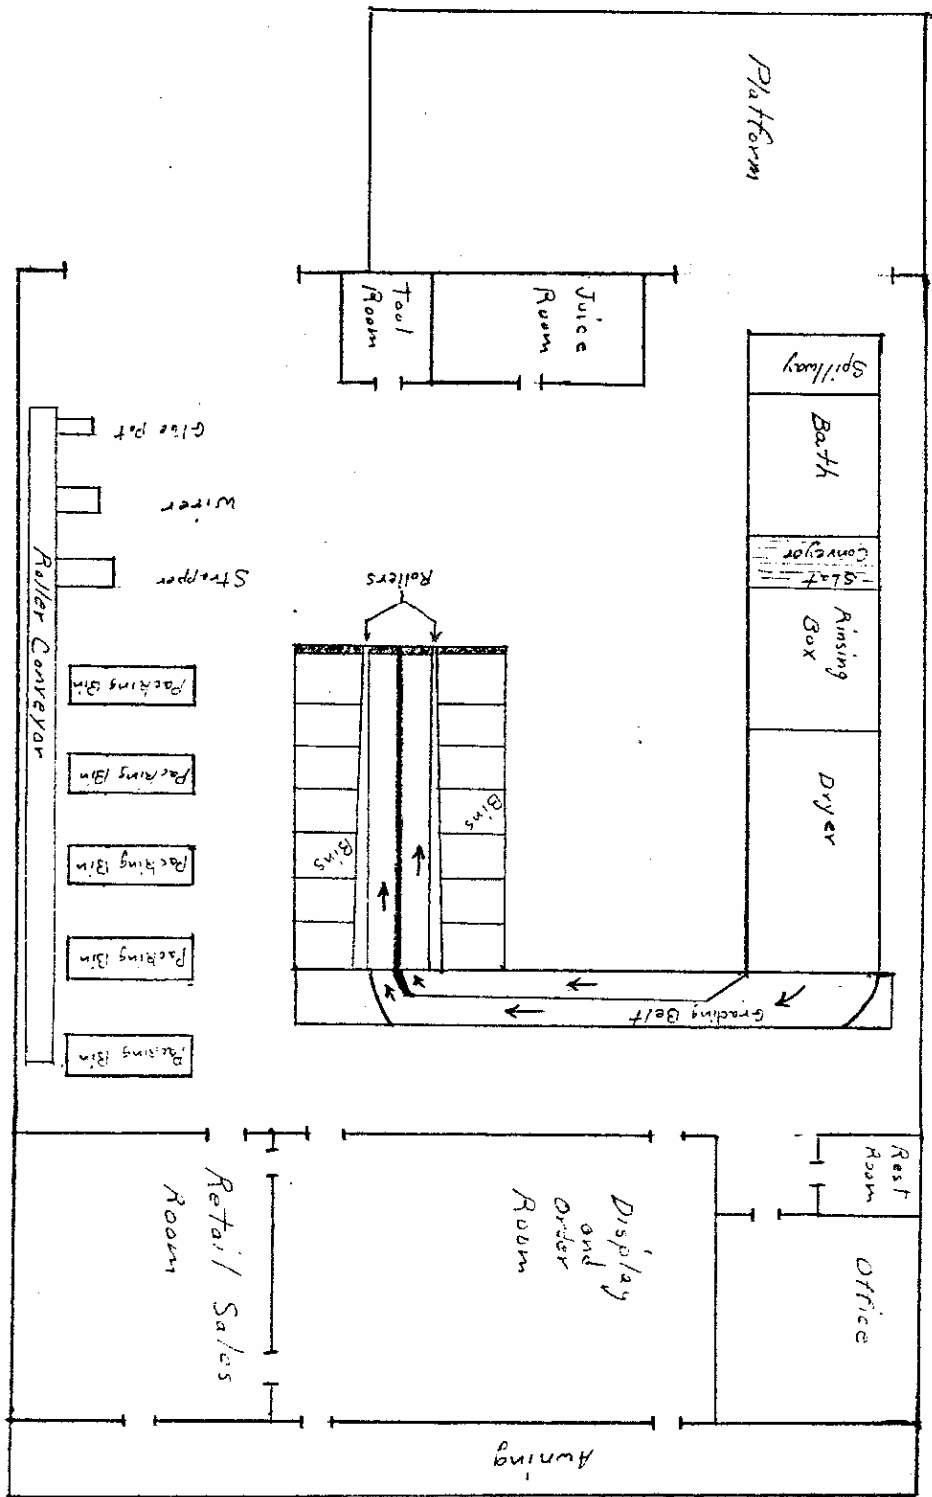 Platform
Tool
Room
Juice
Room
Spillway
Bath
Slat
Conveyor
Rinsing
Box
Dryer
Glue pot
Wirer
Strapper
Roller Conveyor
Rollers
Packing Bin
Packing Bin
Packing Bin
Packing Bin
Packing Bin
Bins
Bins
Grading Belt
Rest
Room
Office
Display
and
Order
Room
Retail Sales
Room
Awning